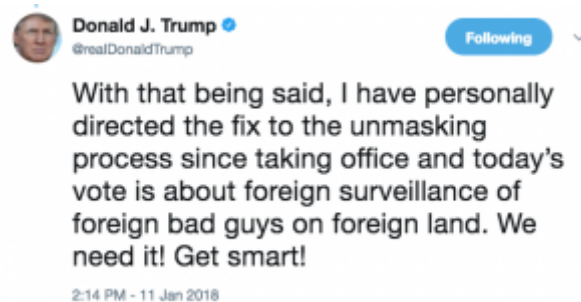 Donald J. Trump
@realDonaldTrump
Following
With that being said, I have personally
directed the fix to the unmasking
process since taking office and today's
vote is about foreign surveillance of
foreign bad guys on foreign land. We
need it! Get smart!
2:14 PM - 11 Jan 2018